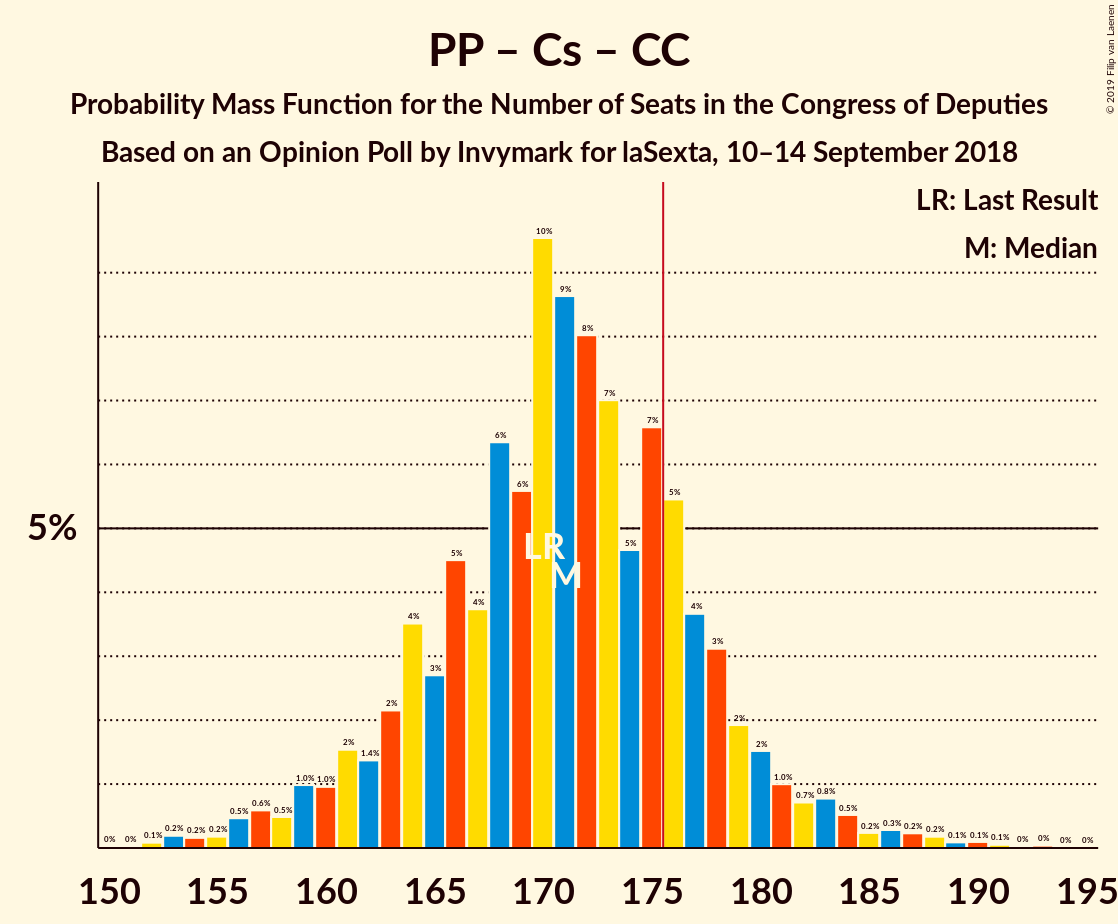 PP – Cs – CC
Probability Mass Function for the Number of Seats in the Congress of Deputies
Based on an Opinion Poll by Invymark for laSexta, 10–14 September 2018
© 2019 Filip van Laenen
LR: Last Result
M: Median
5%
0% 0% 0.1% 0.2% 0.2% 0.2% 0.5% 0.6% 0.5% 1.0% 1.0% 2% 1.4% 2% 4% 3% 5% 4% 6% 6% 10% 9% 8% 7% 5% 7% 5% 4% 3% 2% 2% 1.0% 0.7% 0.8% 0.5% 0.2% 0.3% 0.2% 0.2% 0.1% 0.1% 0.1% 0% 0% 0% 0%
LR
M
150 155 160 165 170 175 180 185 190 195